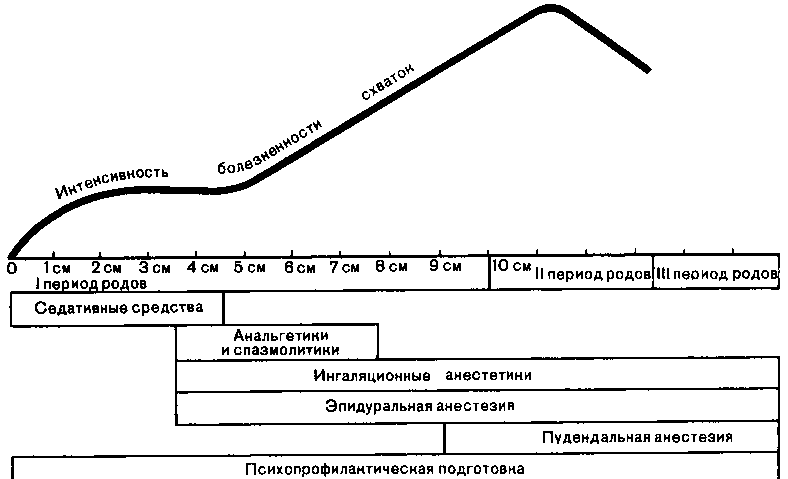 Интенсивность болезненности схваток
0 1 см 2 см 3 см 4 см 5 см 6 см 7 см 8 см 9 см 10 см
I период родов II период родов III период родов
Седативные средства
Анальгетики
и спазмолитики
Ингаляционные анестетини
Эпидуральная анестезия
Пудендальная анестезия
Психопрофилантическая подготовка